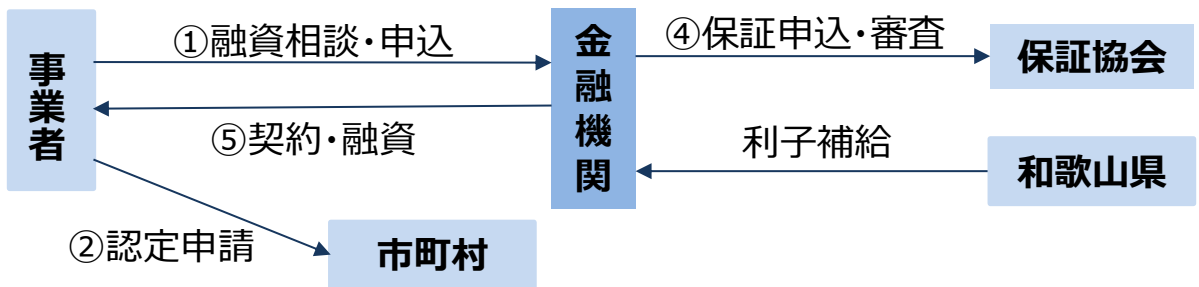 ①融資相談・申込
④保証申込・審査
事業者
金融機関
保証協会
⑤契約・融資
利子補給
和歌山県
②認定申請
市町村